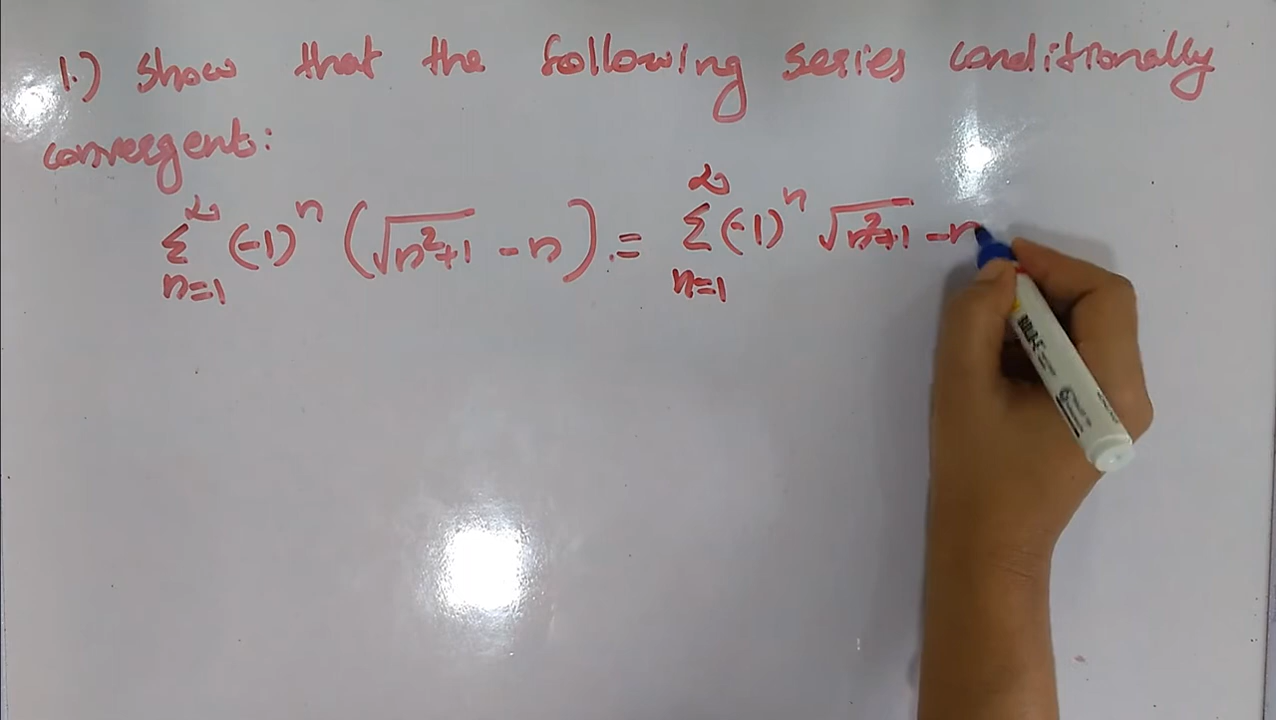 1.) Show that the following series conditionally
convergent:
∞ ∑ n=1 (-1)^n (√(n²+1) - n) = ∞ ∑ n=1 (-1)^n √(n²+1) - n